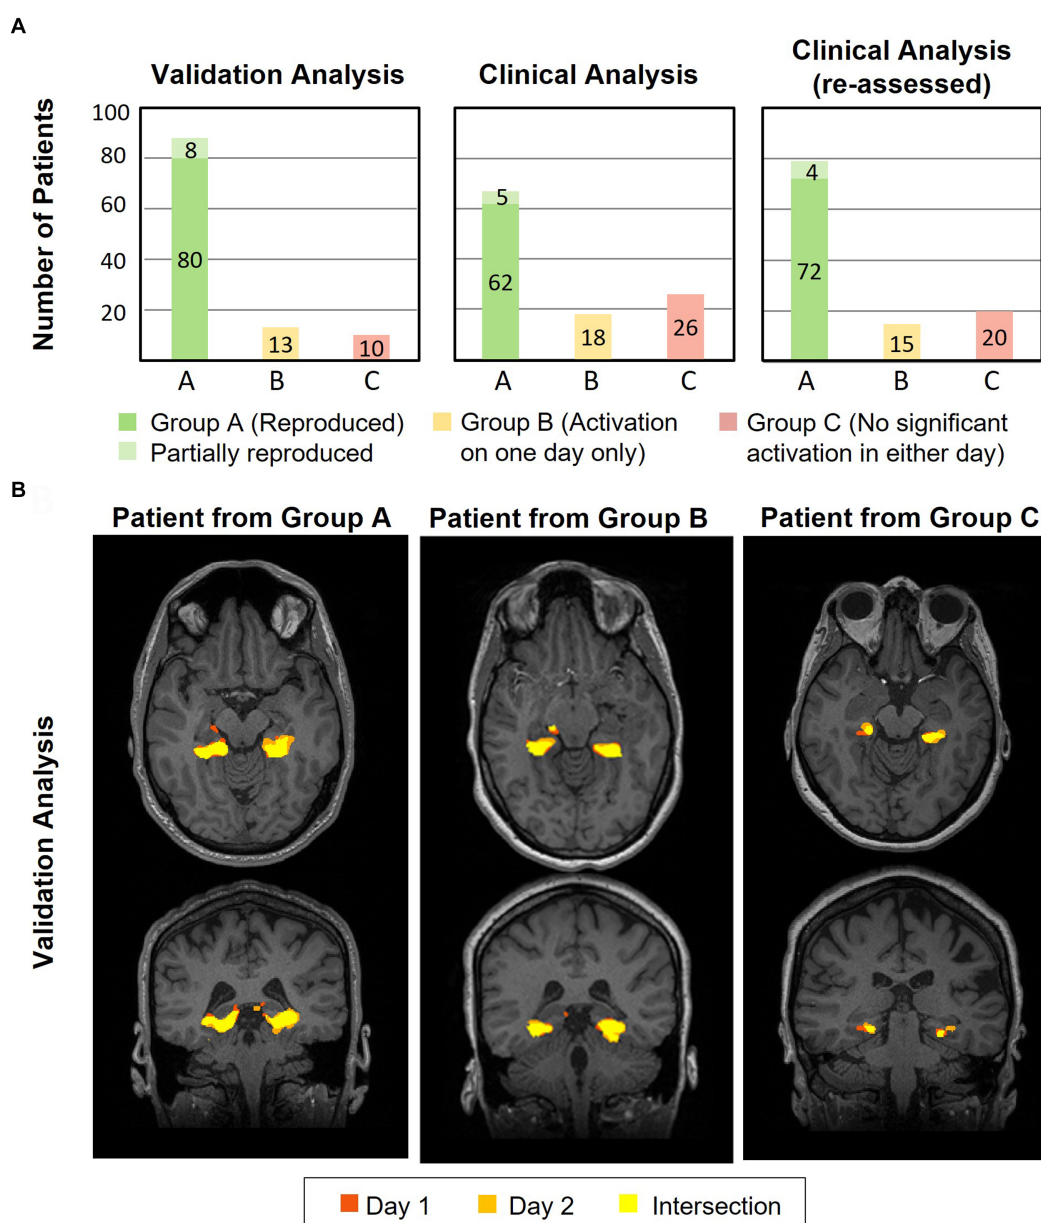 A
Validation Analysis
Clinical Analysis
Clinical Analysis
(re-assessed)
Number of Patients
100
80
60
40
20
8
80
13
10
A B C
5
62
18
26
A B C
4
72
15
20
A B C
Group A (Reproduced)
Partially reproduced
Group B (Activation
on one day only)
Group C (No significant
activation in either day)
B
B
Patient from Group A
Patient from Group B
Patient from Group C
Validation Analysis
Day 1
Day 2
Intersection